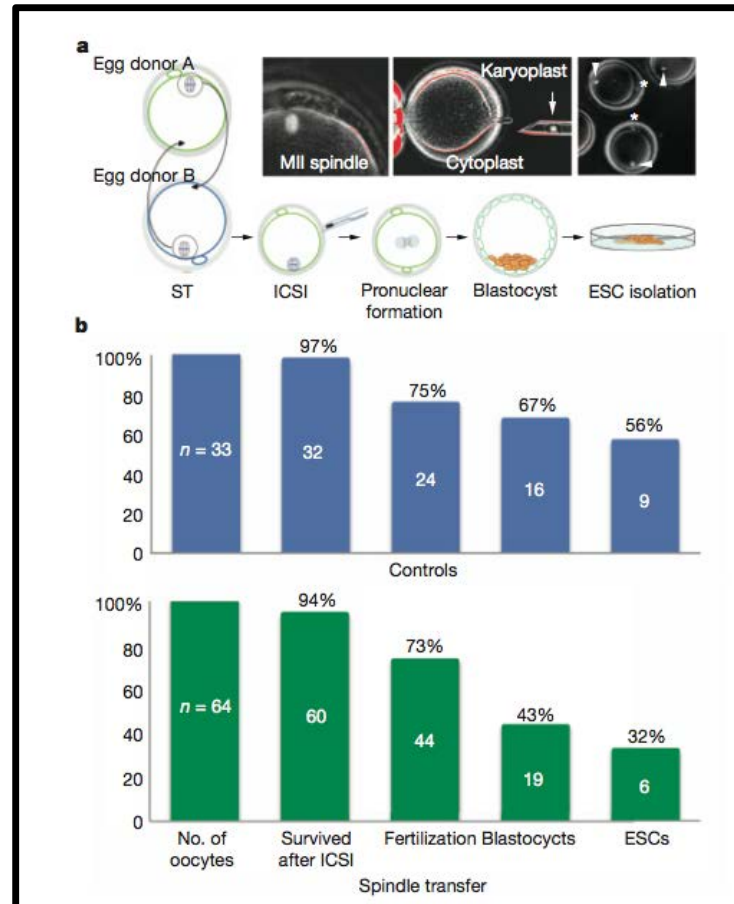 a
Egg donor A
Egg donor B
MII spindle
Karyoplast
Cytoplast
*
*
ST
ICSI
Pronuclear
formation
Blastocyst
ESC isolation
b
100%
80
60
40
20
0
n = 33
97%
32
75%
24
67%
16
56%
9
Controls
100%
80
60
40
20
0
n = 64
94%
60
73%
44
43%
19
32%
6
No. of
oocytes
Survived
after ICSI
Fertilization
Blastocycts
ESCs
Spindle transfer